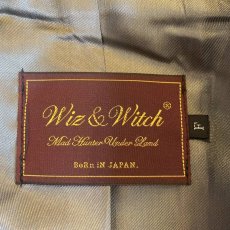 Wiz & Witch®
Mad Hunter Under Land
BoRn iN JAPAN.
F